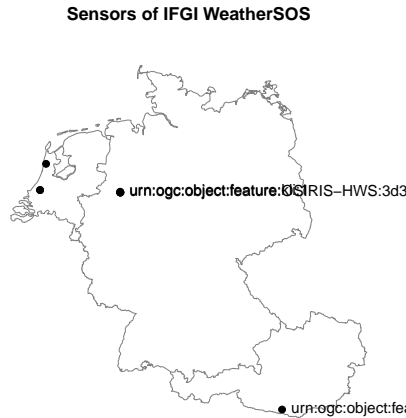 Sensors of IFGI WeatherSOS
urn:ogc:object:feature:OSIRIS−HWS:3d3
urn:ogc:object:fea